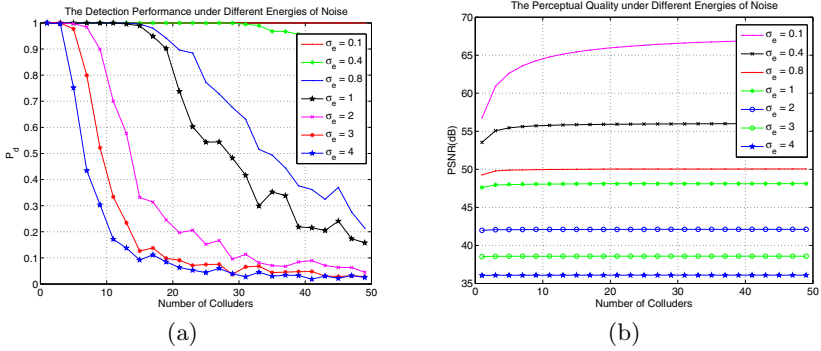 The Detection Performance under Different Energies of Noise
1
0.9
0.8
0.7
0.6
0.5
0.4
0.3
0.2
0.1
0
P_d
0 10 20 30 40 50
Number of Colluders
σ_e = 0.1
σ_e = 0.4
σ_e = 0.8
σ_e = 1
σ_e = 2
σ_e = 3
σ_e = 4
(a)
The Perceptual Quality under Different Energies of Noise
75
70
65
60
55
50
45
40
35
PSNR(dB)
0 10 20 30 40 50
Number of Colluders
σ_e = 0.1
σ_e = 0.4
σ_e = 0.8
σ_e = 1
σ_e = 2
σ_e = 3
σ_e = 4
(b)